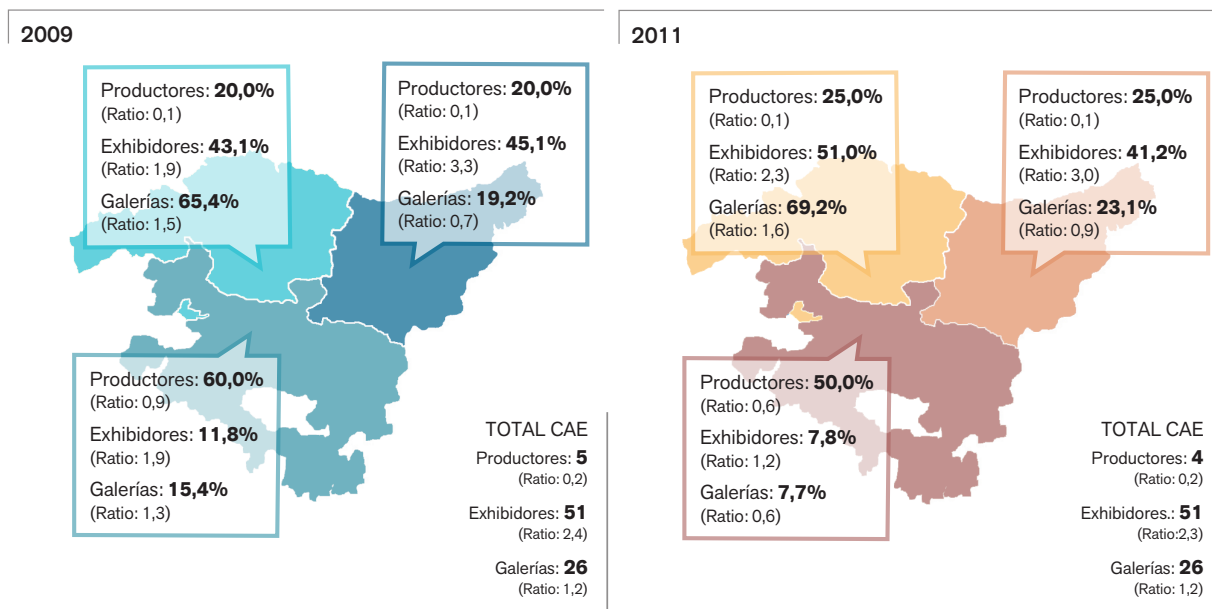 2009
Productores: 20,0%
(Ratio: 0,1)
Exhibidores: 43,1%
(Ratio: 1,9)
Galerías: 65,4%
(Ratio: 1,5)
Productores: 20,0%
(Ratio: 0,1)
Exhibidores: 45,1%
(Ratio: 3,3)
Galerías: 19,2%
(Ratio: 0,7)
Productores: 60,0%
(Ratio: 0,9)
Exhibidores: 11,8%
(Ratio: 1,9)
Galerías: 15,4%
(Ratio: 1,3)
TOTAL CAE
Productores: 5
(Ratio: 0,2)
Exhibidores: 51
(Ratio: 2,4)
Galerías: 26
(Ratio: 1,2)
2011
Productores: 25,0%
(Ratio: 0,1)
Exhibidores: 51,0%
(Ratio: 2,3)
Galerías: 69,2%
(Ratio: 1,6)
Productores: 25,0%
(Ratio: 0,1)
Exhibidores: 41,2%
(Ratio: 3,0)
Galerías: 23,1%
(Ratio: 0,9)
Productores: 50,0%
(Ratio: 0,6)
Exhibidores: 7,8%
(Ratio: 1,2)
Galerías: 7,7%
(Ratio: 0,6)
TOTAL CAE
Productores: 4
(Ratio: 0,2)
Exhibidores.: 51
(Ratio:2,3)
Galerías: 26
(Ratio: 1,2)